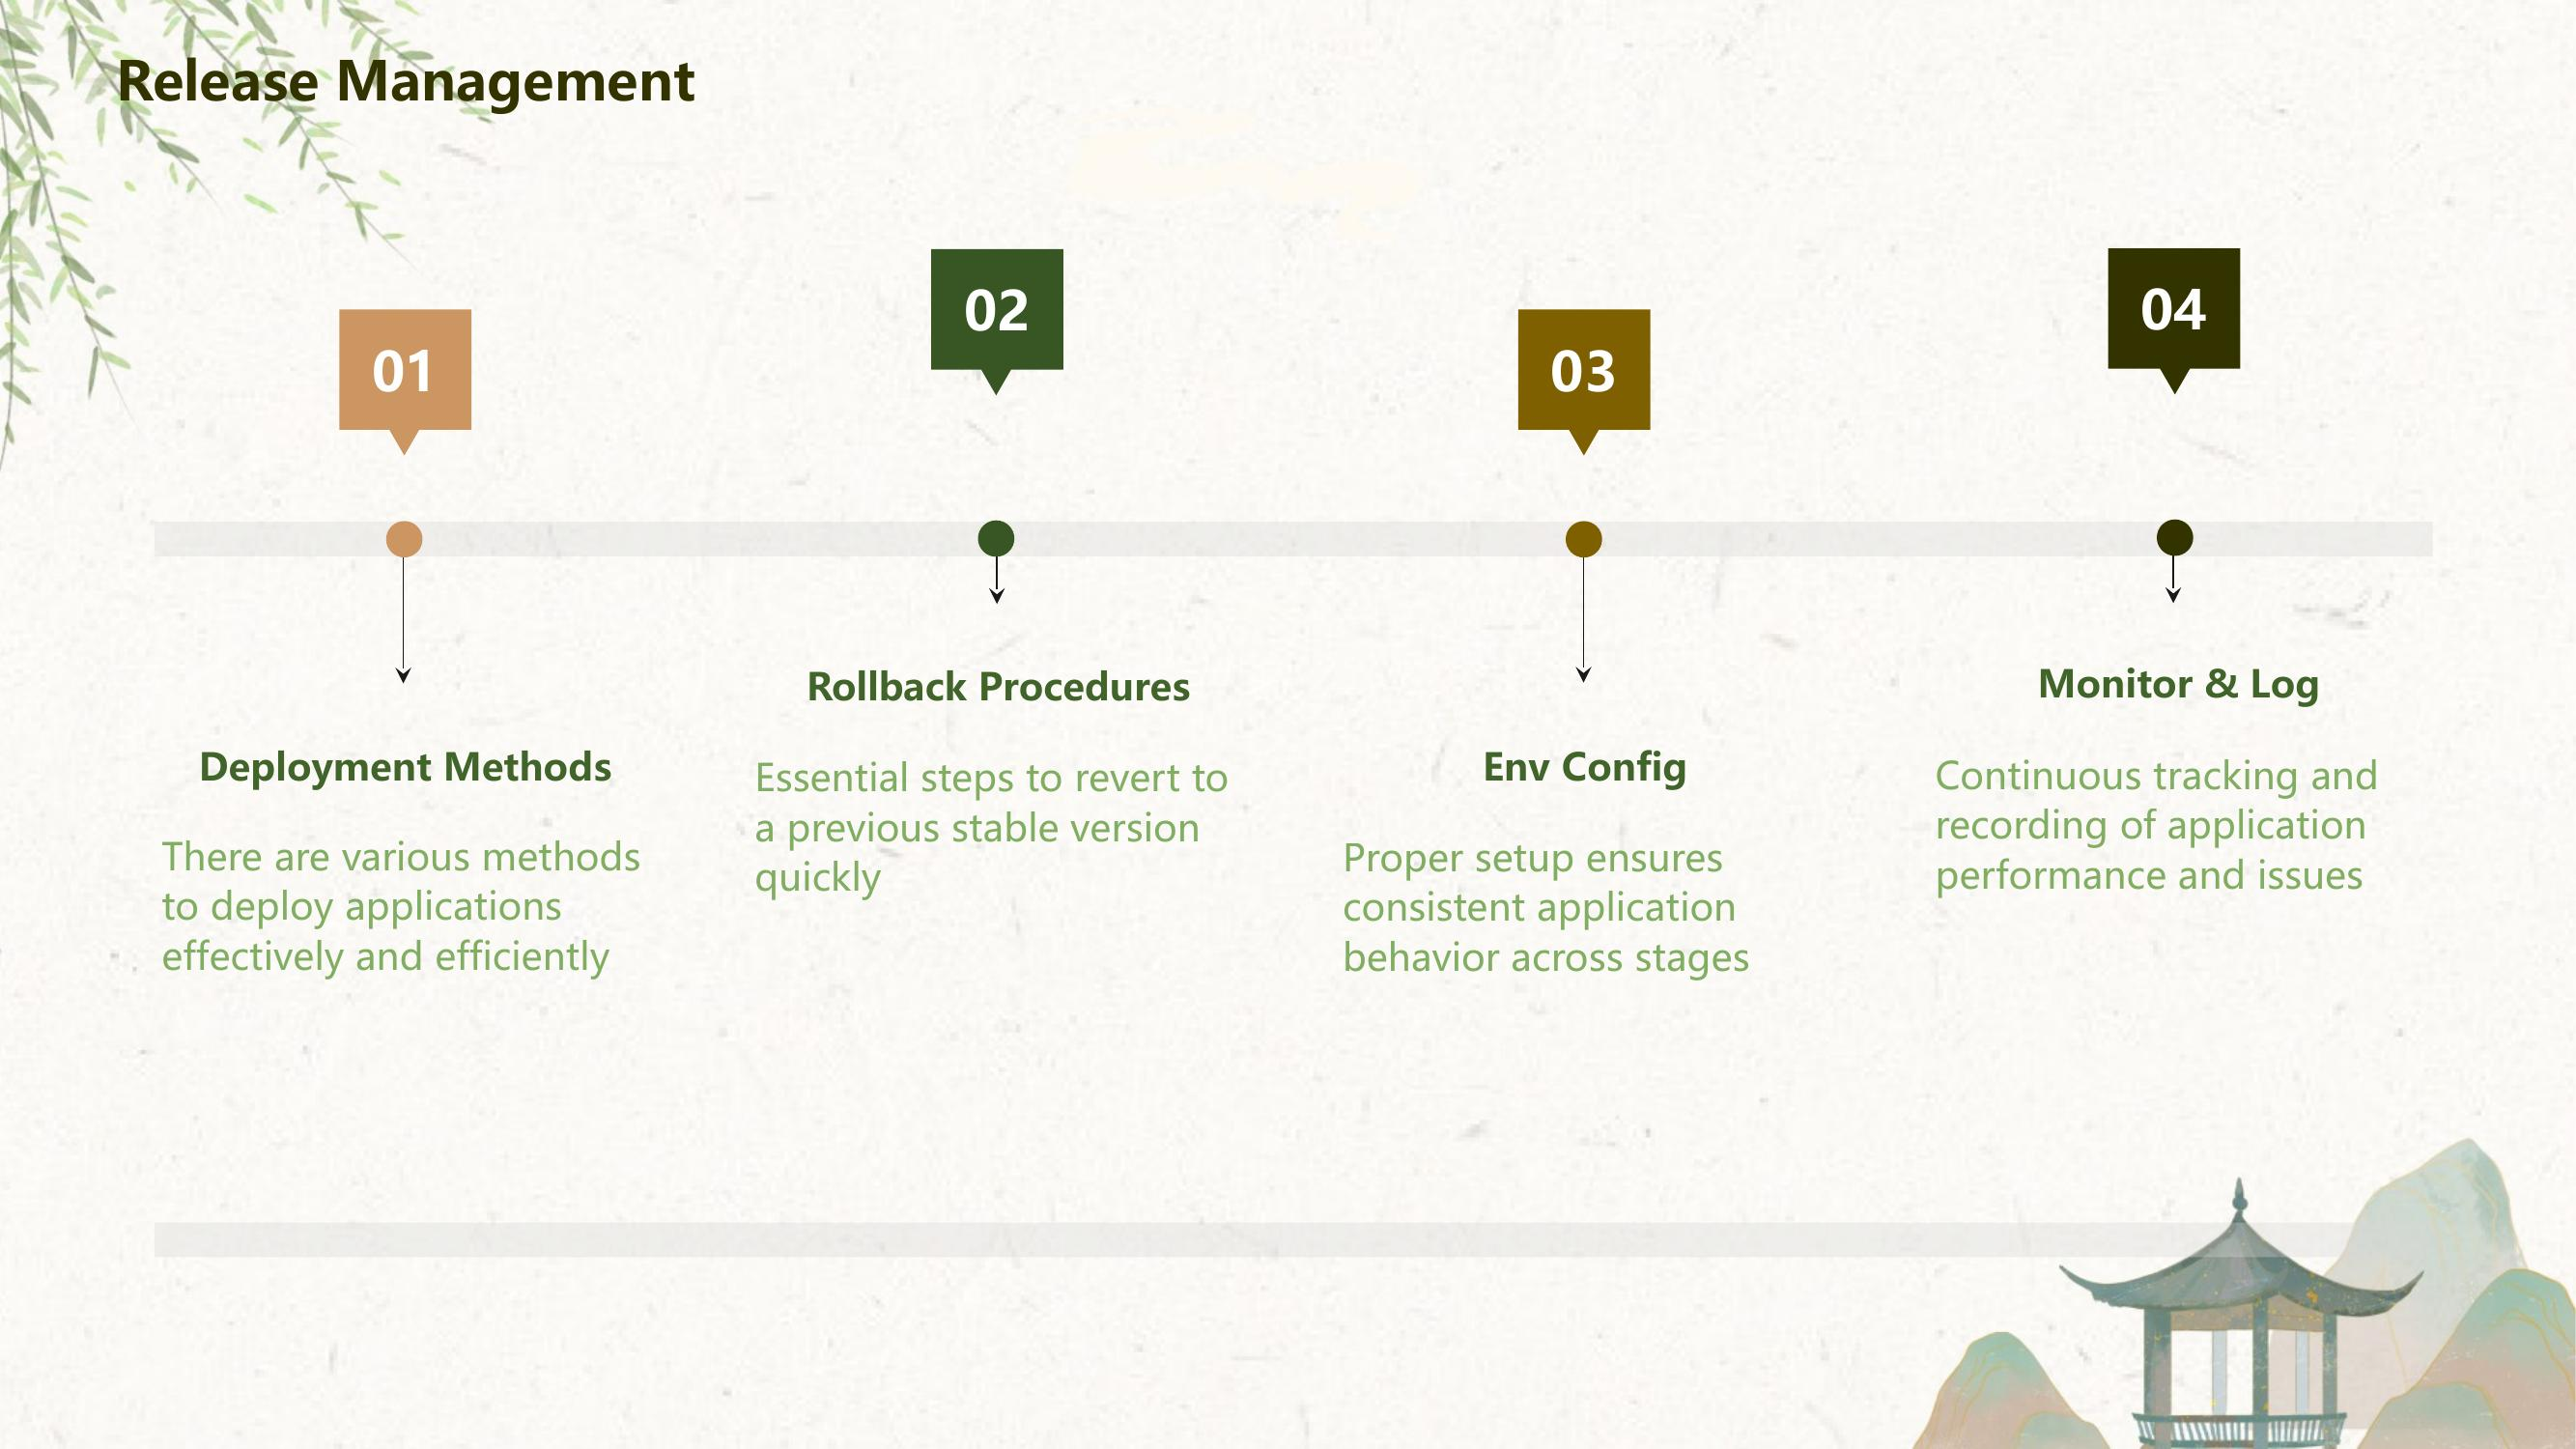 Release Management
01
Deployment Methods
There are various methods
to deploy applications
effectively and efficiently
02
Rollback Procedures
Essential steps to revert to
a previous stable version
quickly
03
Env Config
Proper setup ensures
consistent application
behavior across stages
04
Monitor & Log
Continuous tracking and
recording of application
performance and issues